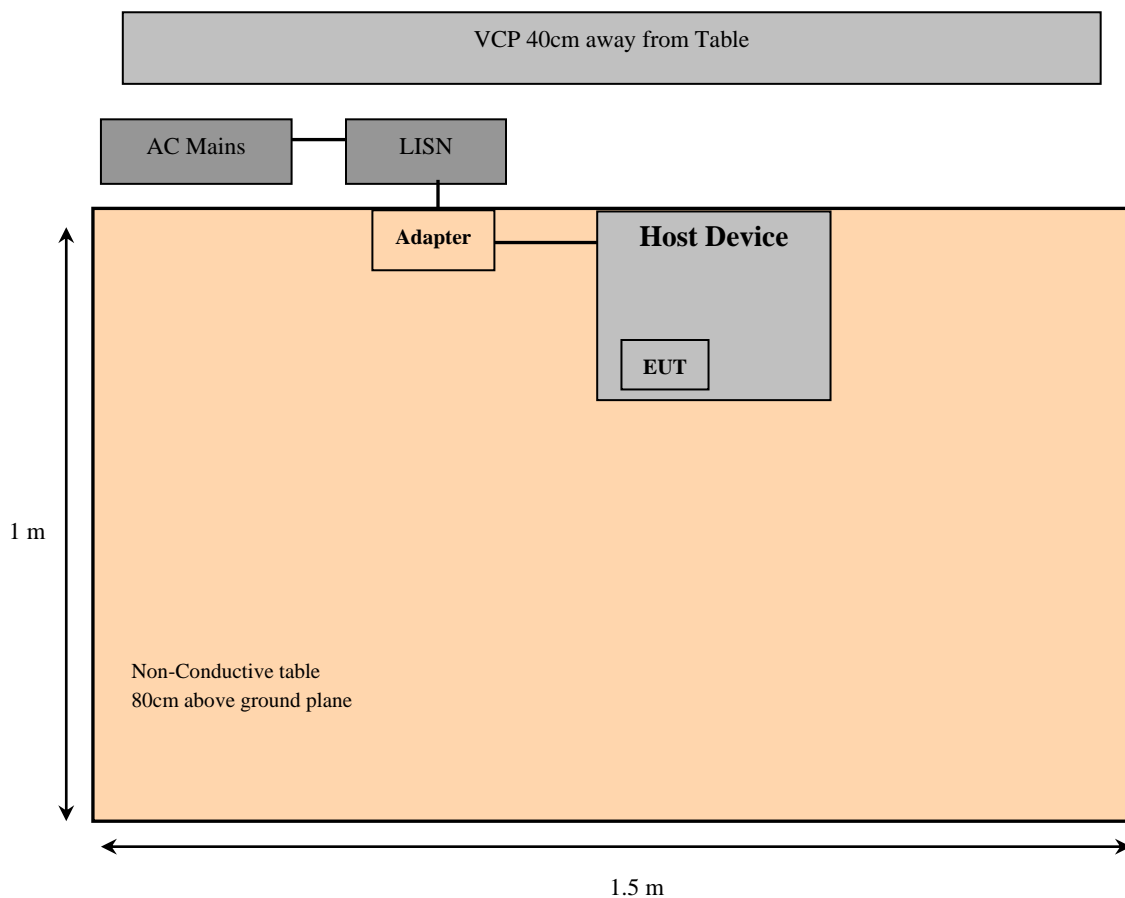 VCP 40cm away from Table
AC Mains
LISN
Adapter
Host Device
EUT
1 m
Non-Conductive table
80cm above ground plane
1.5 m